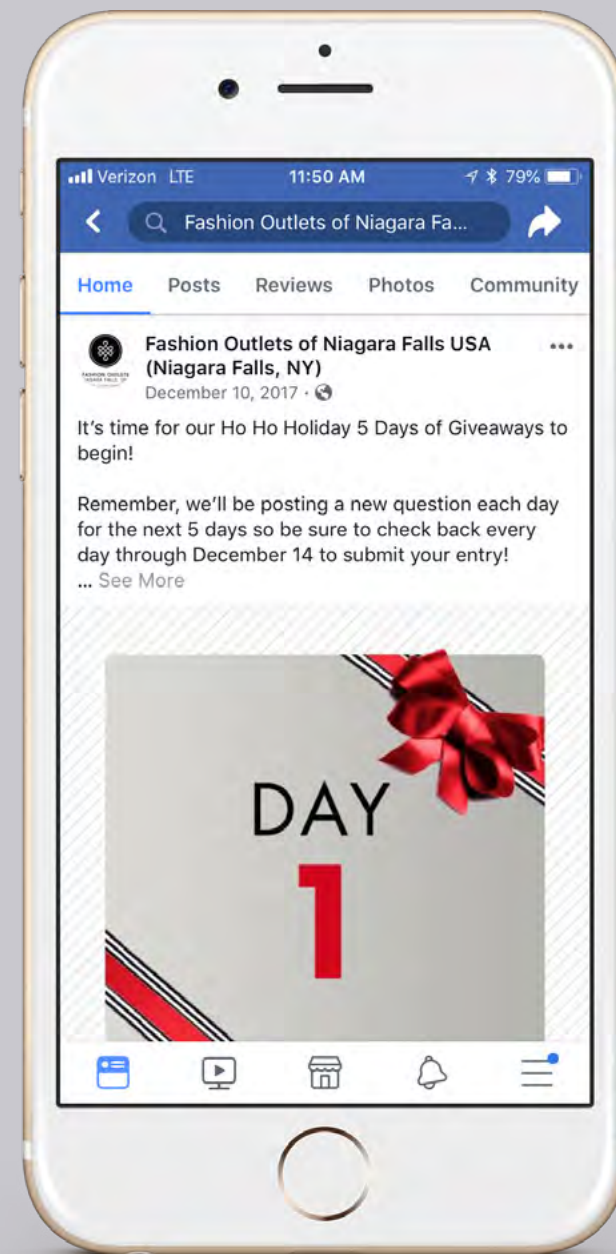 Verizon LTE 11:50 AM 79%
Fashion Outlets of Niagara Fa...
Home Posts Reviews Photos Community
Fashion Outlets of Niagara Falls USA
(Niagara Falls, NY)
December 10, 2017 ·
It’s time for our Ho Ho Holiday 5 Days of Giveaways to
begin!
Remember, we’ll be posting a new question each day
for the next 5 days so be sure to check back every
day through December 14 to submit your entry!
... See More
DAY
1